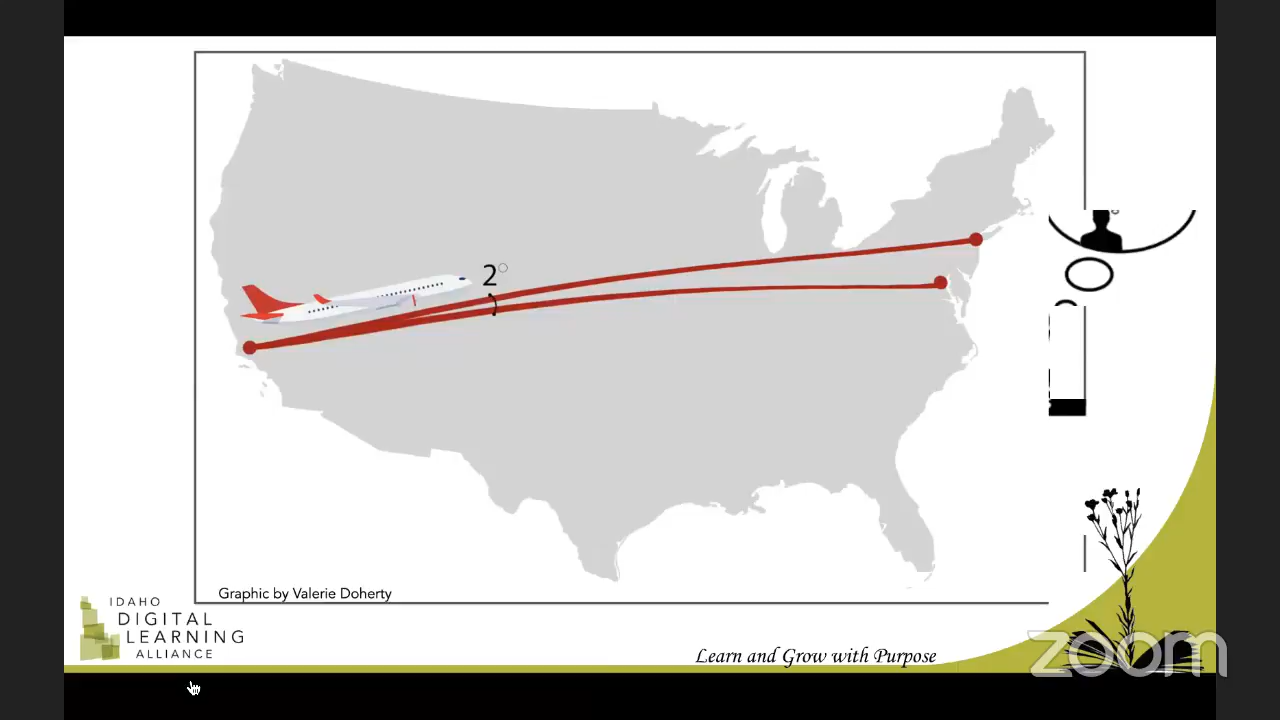 2°
Graphic by Valerie Doherty
IDAHO
DIGITAL
LEARNING
ALLIANCE
Learn and Grow with Purpose
zoom